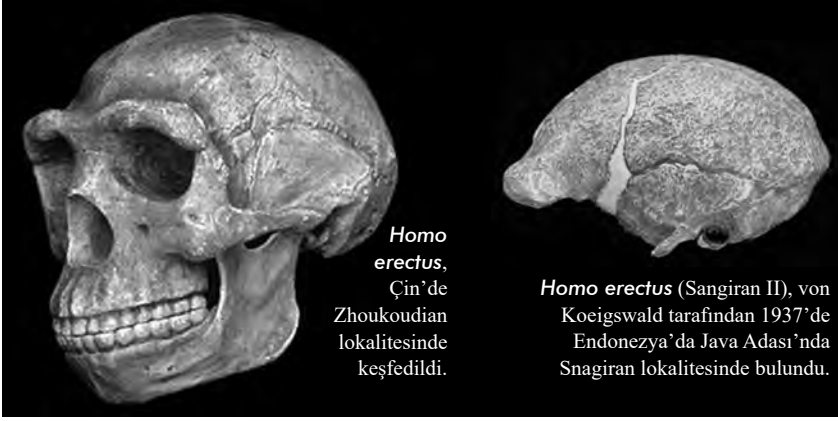 Homo
erectus,
Çin’de
Zhoukoudian
lokalitesinde
keşfedildi.
Homo erectus (Sangiran II), von
Koeigswald tarafından 1937’de
Endonezya’da Java Adası’nda
Snagiran lokalitesinde bulundu.